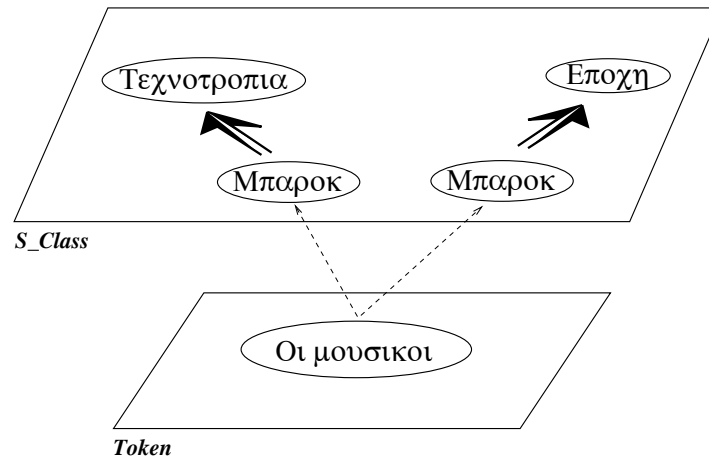 Τεχνοτροπια
Εποχη
Μπαροκ
Μπαροκ
S_Class
Οι μουσικοι
Token